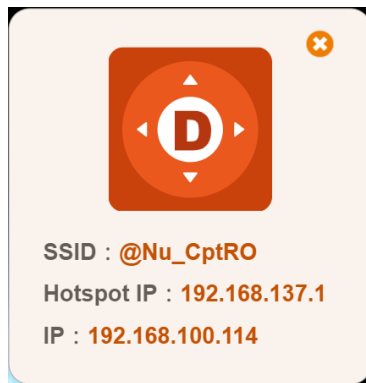 D
SSID : @Nu_CptRO
Hotspot IP : 192.168.137.1
IP : 192.168.100.114